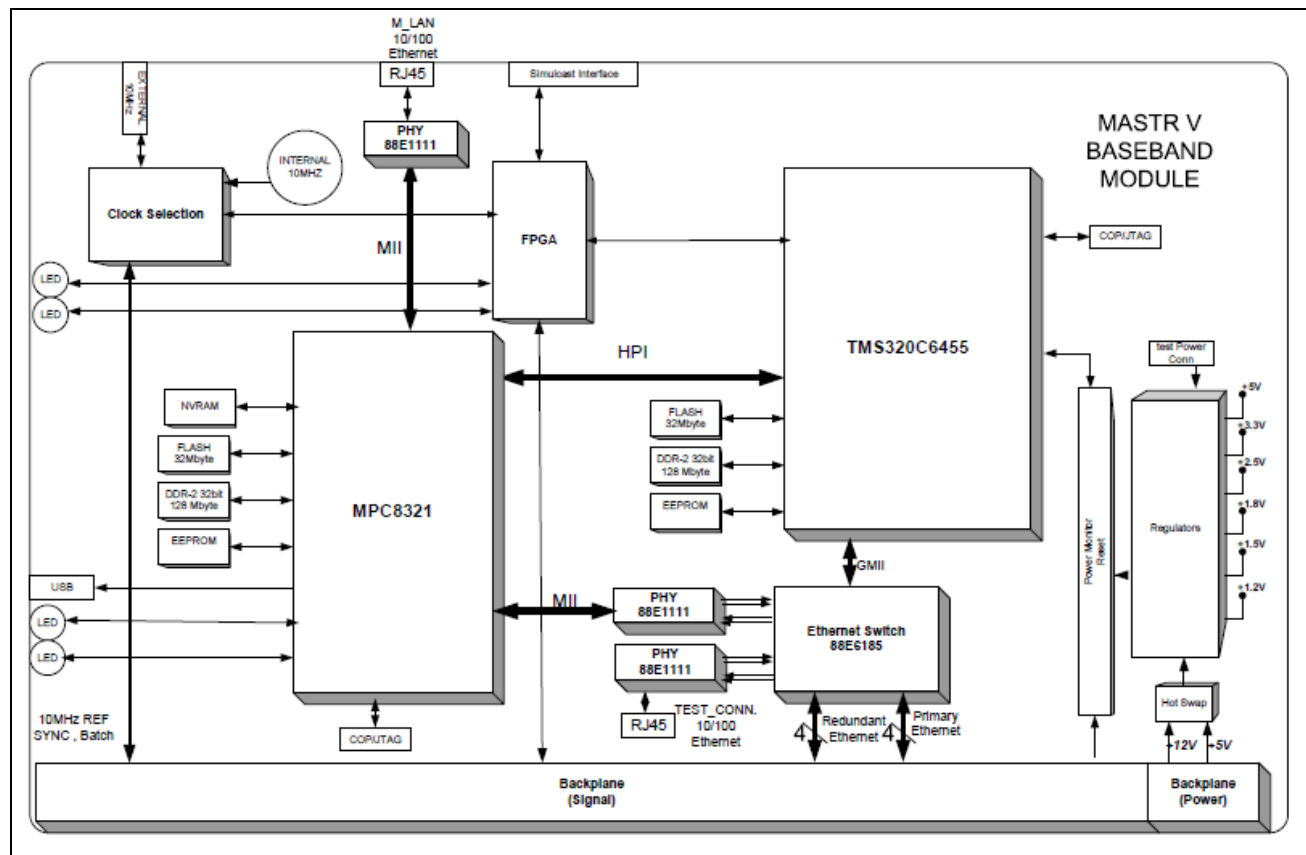 M_LAN
10/100
Ethernet
RJ45
Simulcast Interface
EXTERNAL
10MHz
PHY
88E1111
MASTR V
BASEBAND
MODULE
INTERNAL
10MHZ
Clock Selection
FPGA
COP/JTAG
MII
LED
LED
HPI
TMS320C6455
test Power
Conn
+5V
+3.3V
+2.5V
+1.8V
+1.5V
+1.2V
NVRAM
FLASH
32Mbyte
DDR-2 32bit
128 Mbyte
EEPROM
MPC8321
FLASH
32Mbyte
DDR-2 32bit
128 Mbyte
EEPROM
Power Monitor
Reset
Regulators
GMII
USB
LED
LED
MII
PHY
88E1111
PHY
88E1111
Ethernet Switch
88E6185
Hot Swap
10MHz REF
SYNC , Batch
COP/JTAG
RJ45
TEST_CONN.
10/100
Ethernet
4
Redundant
Ethernet
4
Primary
Ethernet
+12V
+5V
Backplane
(Signal)
Backplane
(Power)